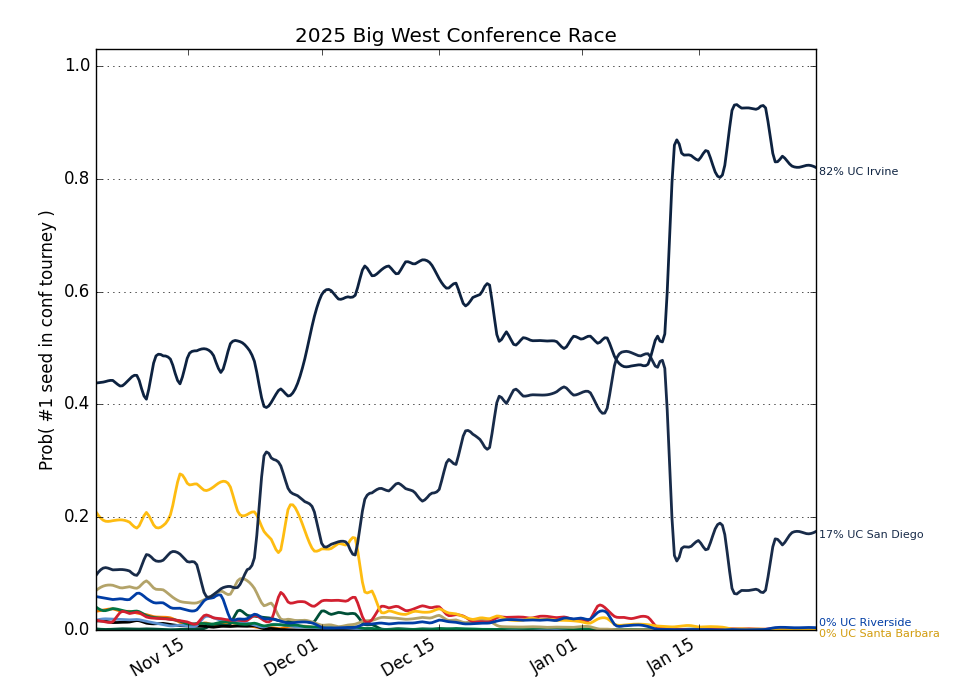 2025 Big West Conference Race
Prob( #1 seed in conf tourney )
1.0
0.8
0.6
0.4
0.2
0.0
Nov 15
Dec 01
Dec 15
Jan 01
Jan 15
82% UC Irvine
17% UC San Diego
0% UC Riverside
0% UC Santa Barbara